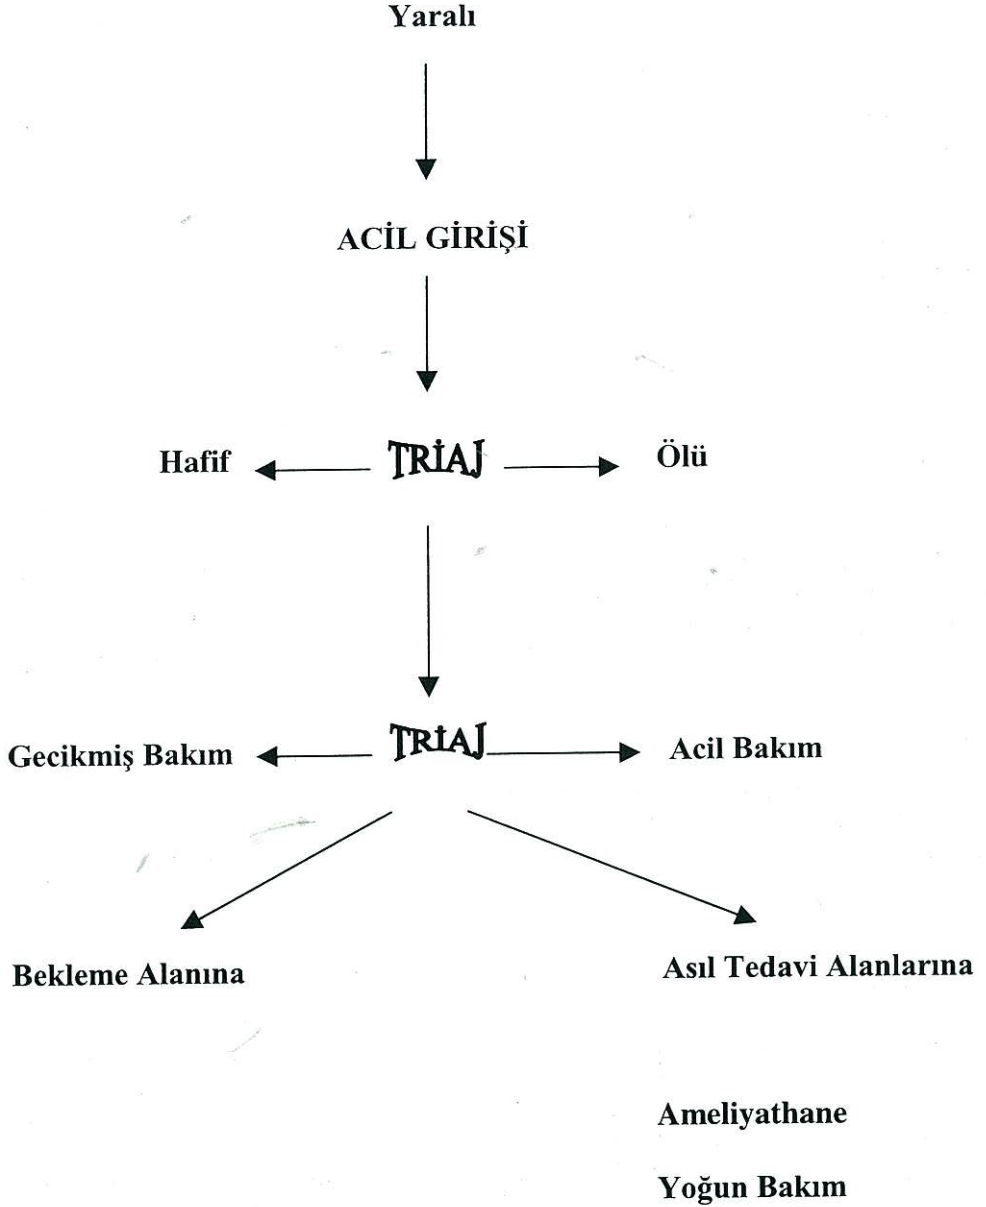 Yaralı
ACİL GİRİŞİ
Hafif TRİAJ Ölü
Gecikmiş Bakım TRİAJ Acil Bakım
Bekleme Alanına Asıl Tedavi Alanlarına
Ameliyathane
Yoğun Bakım